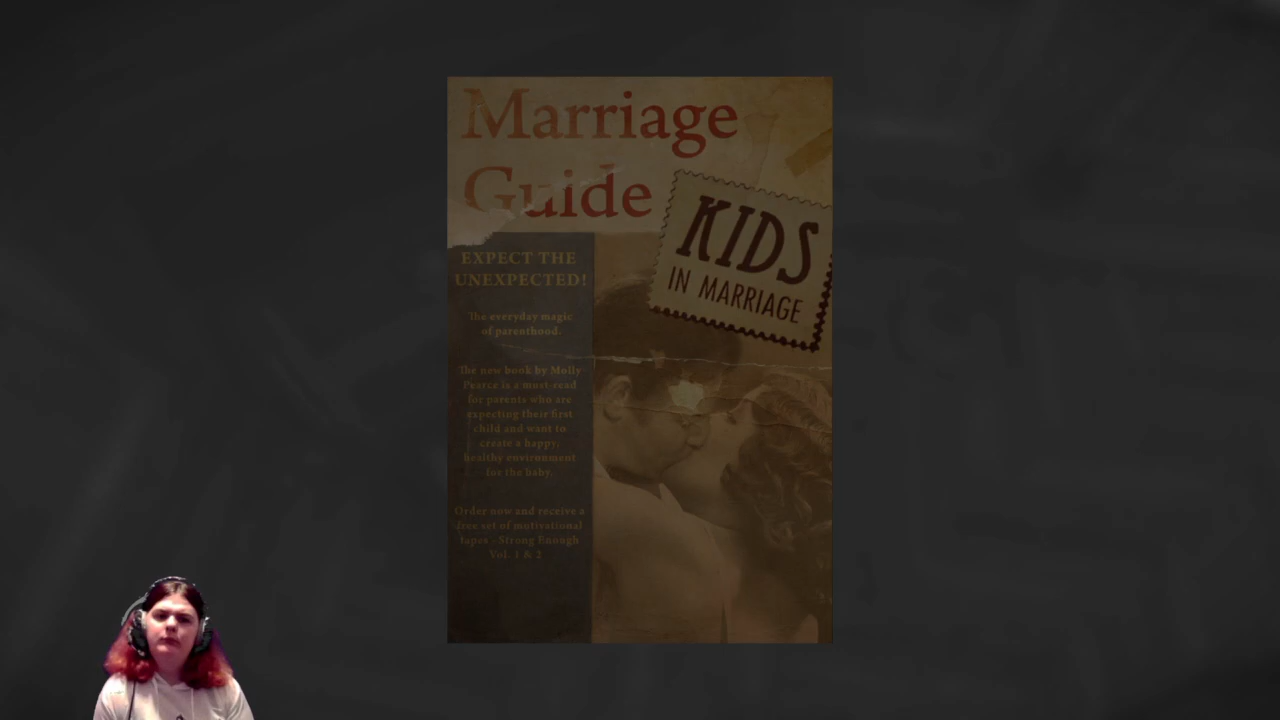 Marriage
Guide
KIDS
IN MARRIAGE
EXPECT THE
UNEXPECTED!
The everyday magic
of parenthood.
The new book by Molly
Pearce is a must-read
for parents who are
expecting their first
child and want to
create a happy,
healthy environment
for the baby.
Order now and receive a
free set of motivational
tapes - Strong Enough
Vol. 1 & 2